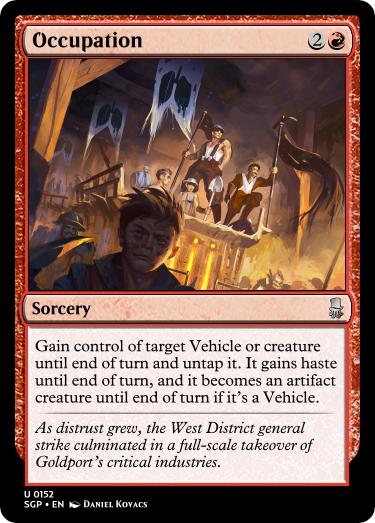 Occupation 2
Sorcery
Gain control of target Vehicle or creature
until end of turn and untap it. It gains haste
until end of turn, and it becomes an artifact
creature until end of turn if it's a Vehicle.
As distrust grew, the West District general
strike culminated in a full-scale takeover of
Goldport's critical industries.
U 0152
SGP • EN Daniel Kovacs